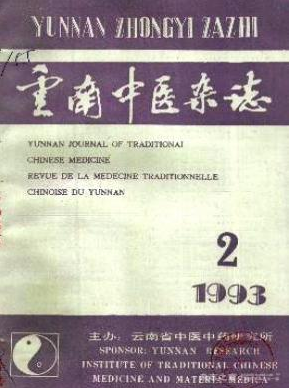 YUNNAN ZHONGYI ZAZHI
雲南中医杂志
YUNNAN JOURNAL OF TRADITIONAL
CHINESE MEDICINE
REVUE DE LA MEDECINE TRADITIONNELLE
CHINOISE DU YUNNAN
2
1993
主办: 云南省中医中药研究所
SPONSOR: YUNNAN RESEARCH
INSTITUTE OF TRADITIONAL CHINESE
MEDICINE AND MATERIA MEDICA